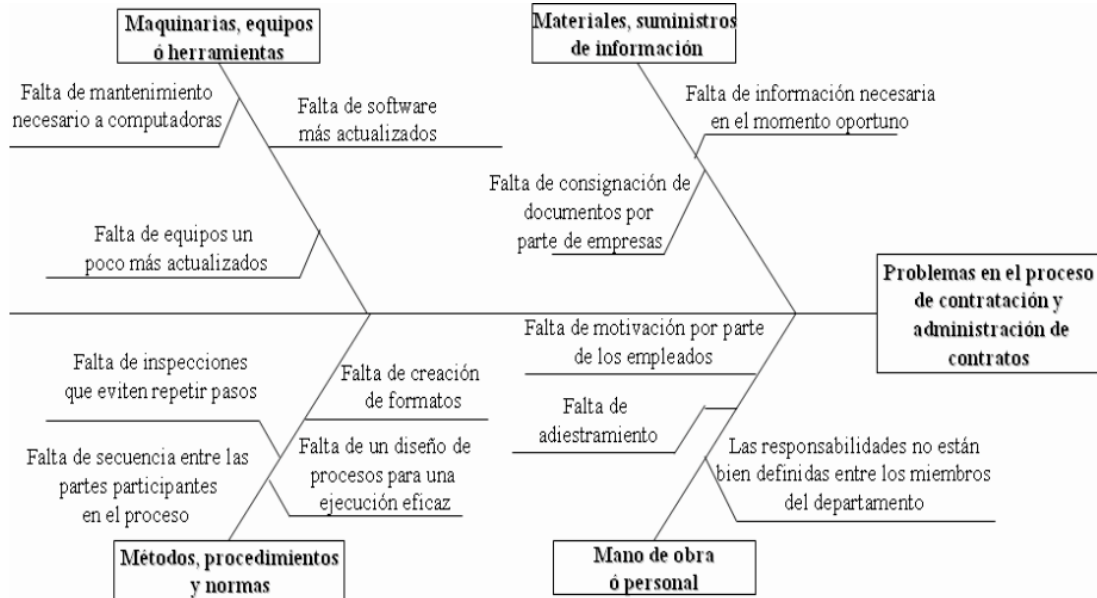 Maquinarias, equipos
ó herramientas
Materiales, suministros
de información
Falta de mantenimiento
necesario a computadoras
Falta de software
más actualizados
Falta de información necesaria
en el momento oportuno
Falta de consignación de
documentos por
parte de empresas
Falta de equipos un
poco más actualizados
Problemas en el proceso
de contratación y
administración de
contratos
Falta de inspecciones
que eviten repetir pasos
Falta de creación
de formatos
Falta de motivación por parte
de los empleados
Falta de
adiestramiento
Falta de secuencia entre las
partes participantes
en el proceso
Falta de un diseño de
procesos para una
ejecución eficaz
Las responsabilidades no están
bien definidas entre los miembros
del departamento
Métodos, procedimientos
y normas
Mano de obra
ó personal